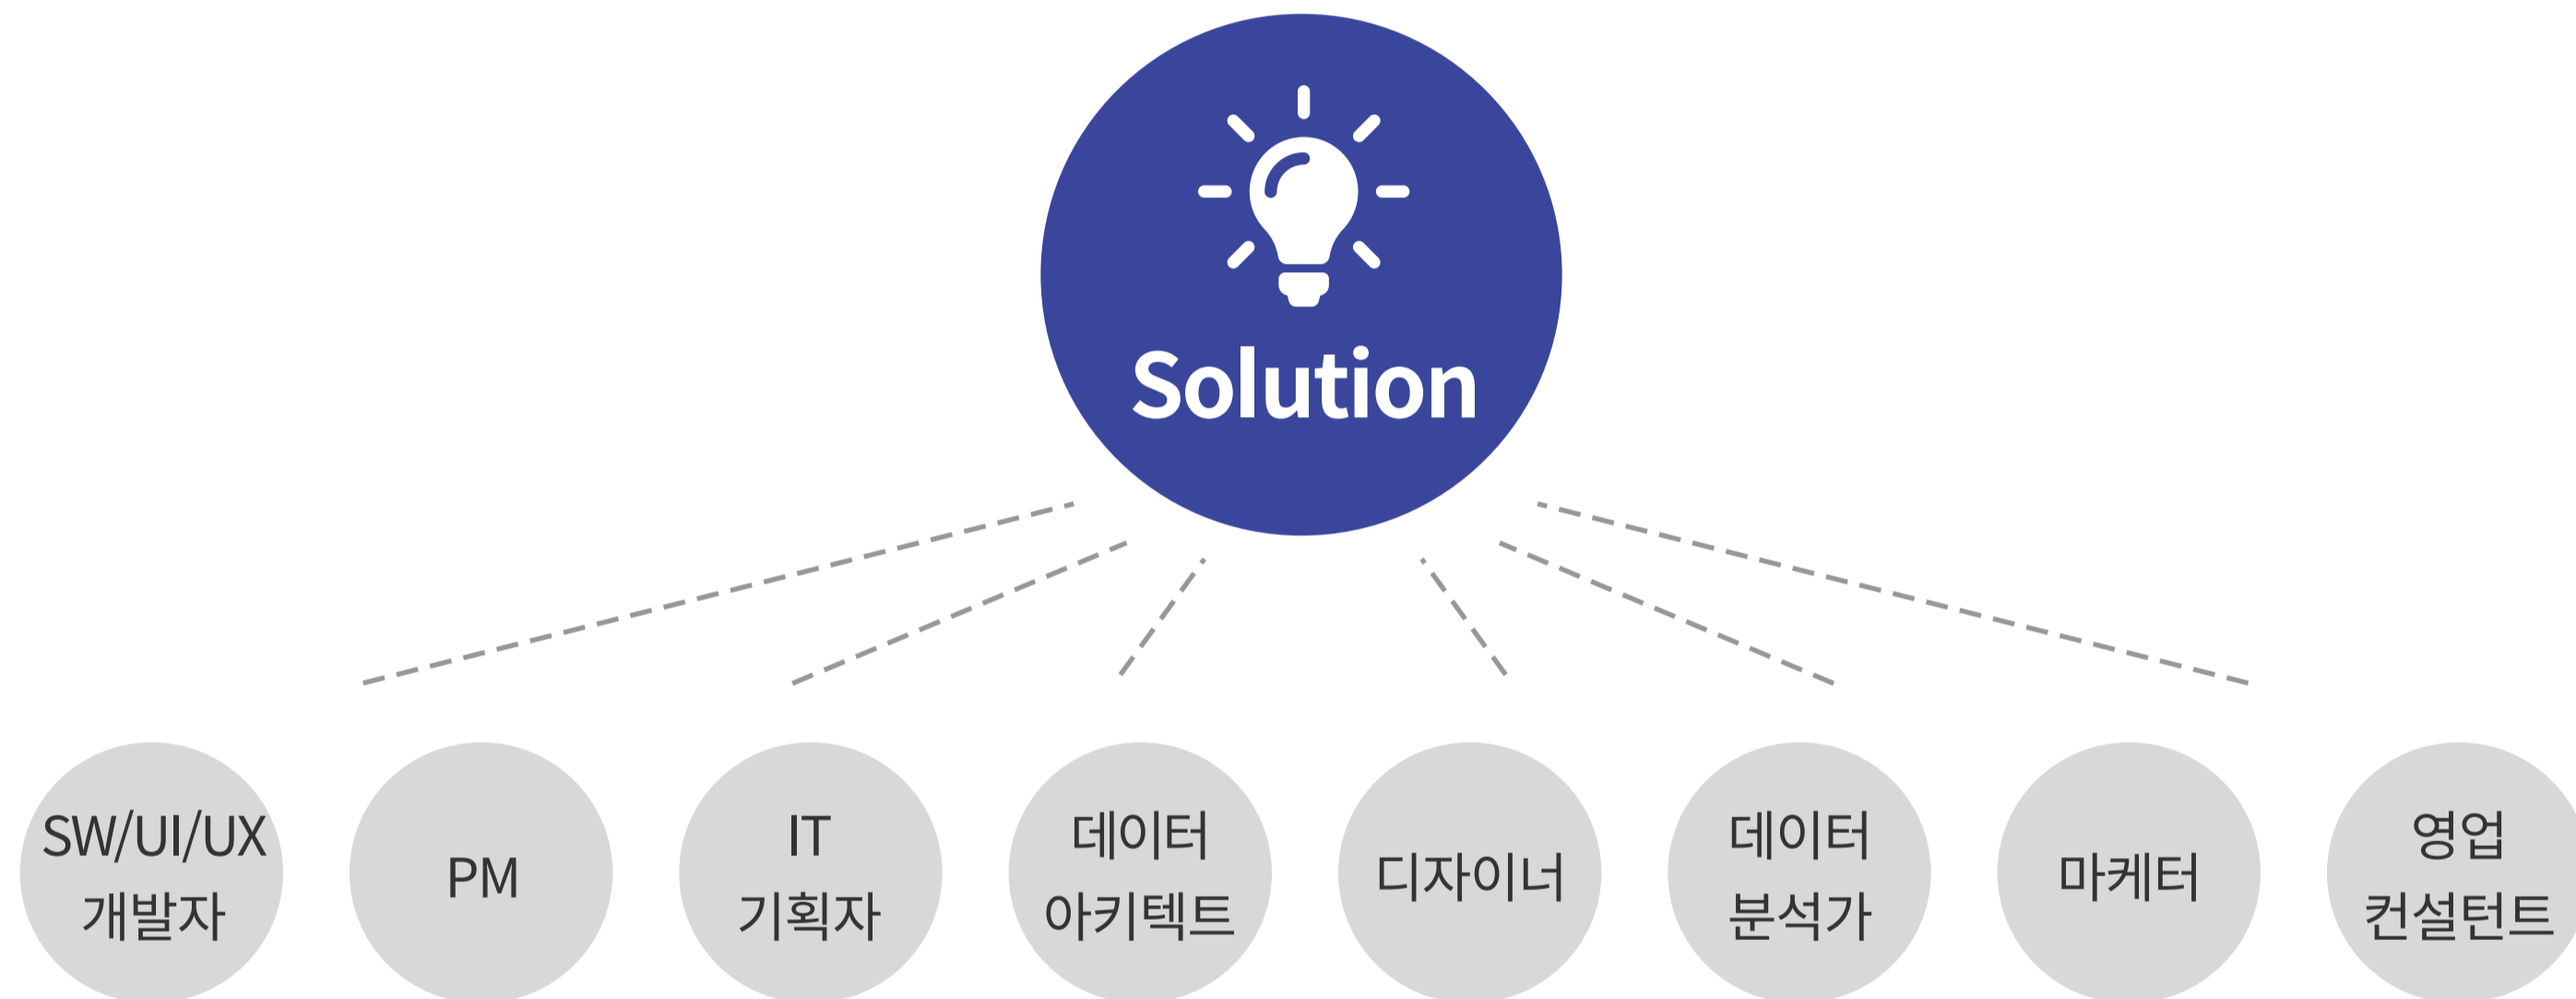 Solution
SW/UI/UX
개발자
PM
IT
기획자
데이터
아키텍트
디자이너
데이터
분석가
마케터
영업
컨설턴트